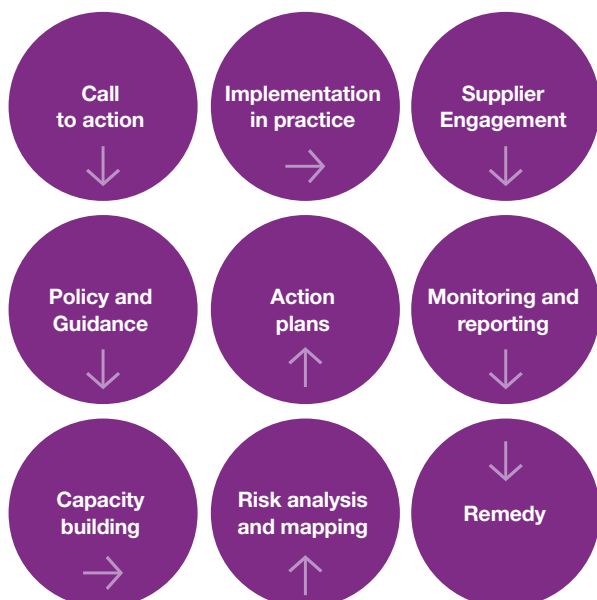 Call
to action
Implementation
in practice
Supplier
Engagement
Policy and
Guidance
Action
plans
Monitoring and
reporting
Capacity
building
Risk analysis
and mapping
Remedy